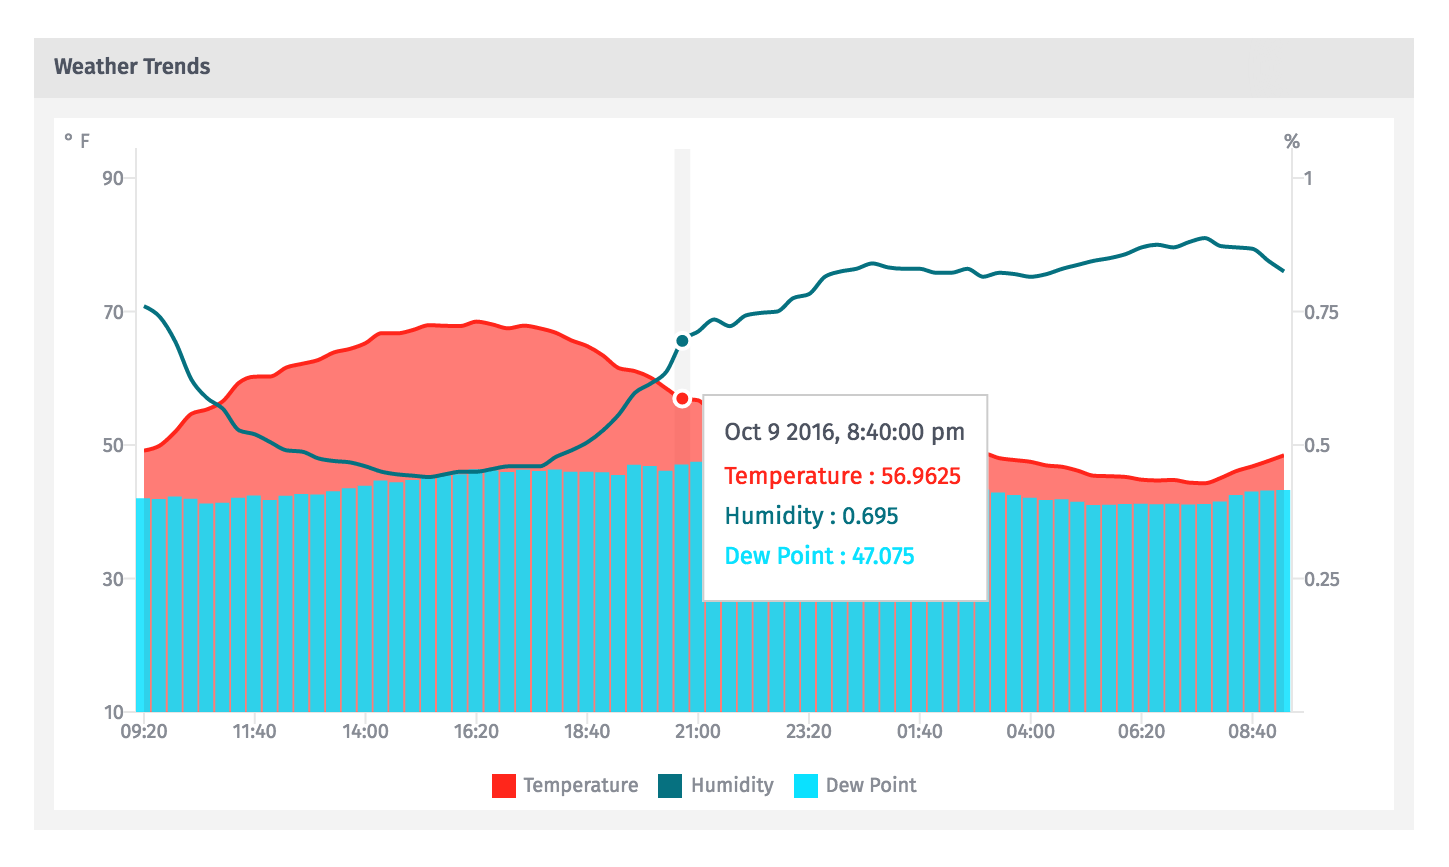 Weather Trends
° F
%
90
1
70
0.75
50
0.5
30
0.25
10
Oct 9 2016, 8:40:00 pm
Temperature : 56.9625
Humidity : 0.695
Dew Point : 47.075
09:20 11:40 14:00 16:20 18:40 21:00 23:20 01:40 04:00 06:20 08:40
Temperature Humidity Dew Point